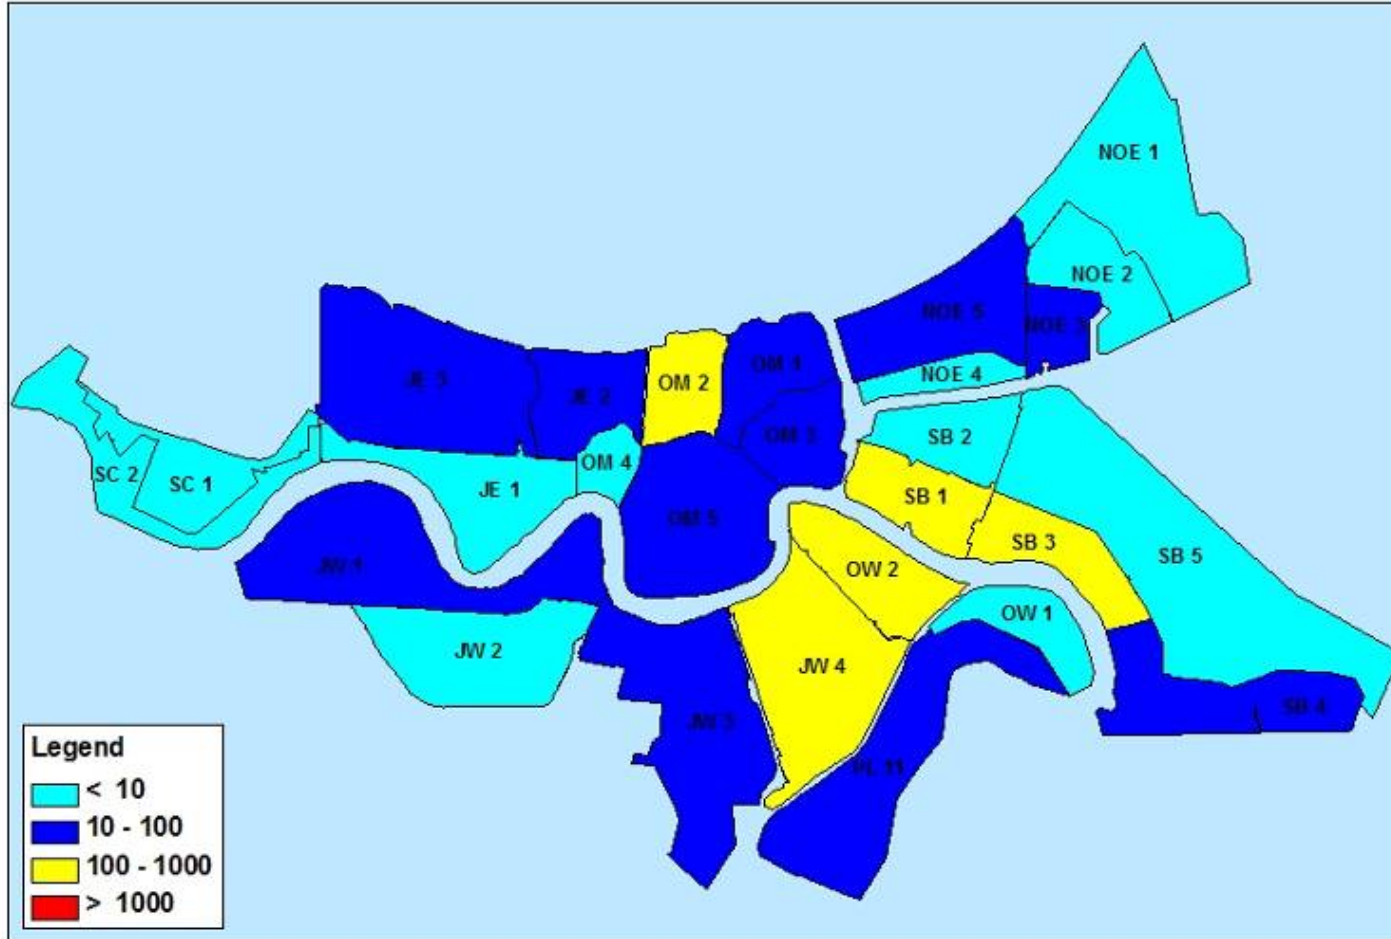 NOE 1
NOE 2
NOE 5
NOE 3
OM 1
NOE 4
JE 3
JE 2
OM 2
OM 3
SB 2
OM 4
SC 2
SC 1
JE 1
SB 1
OM 5
SB 3
SB 5
JW 1
OW 2
OW 1
JW 2
JW 4
JW 3
SB 4
PL 11
Legend
< 10
10 - 100
100 - 1000
> 1000